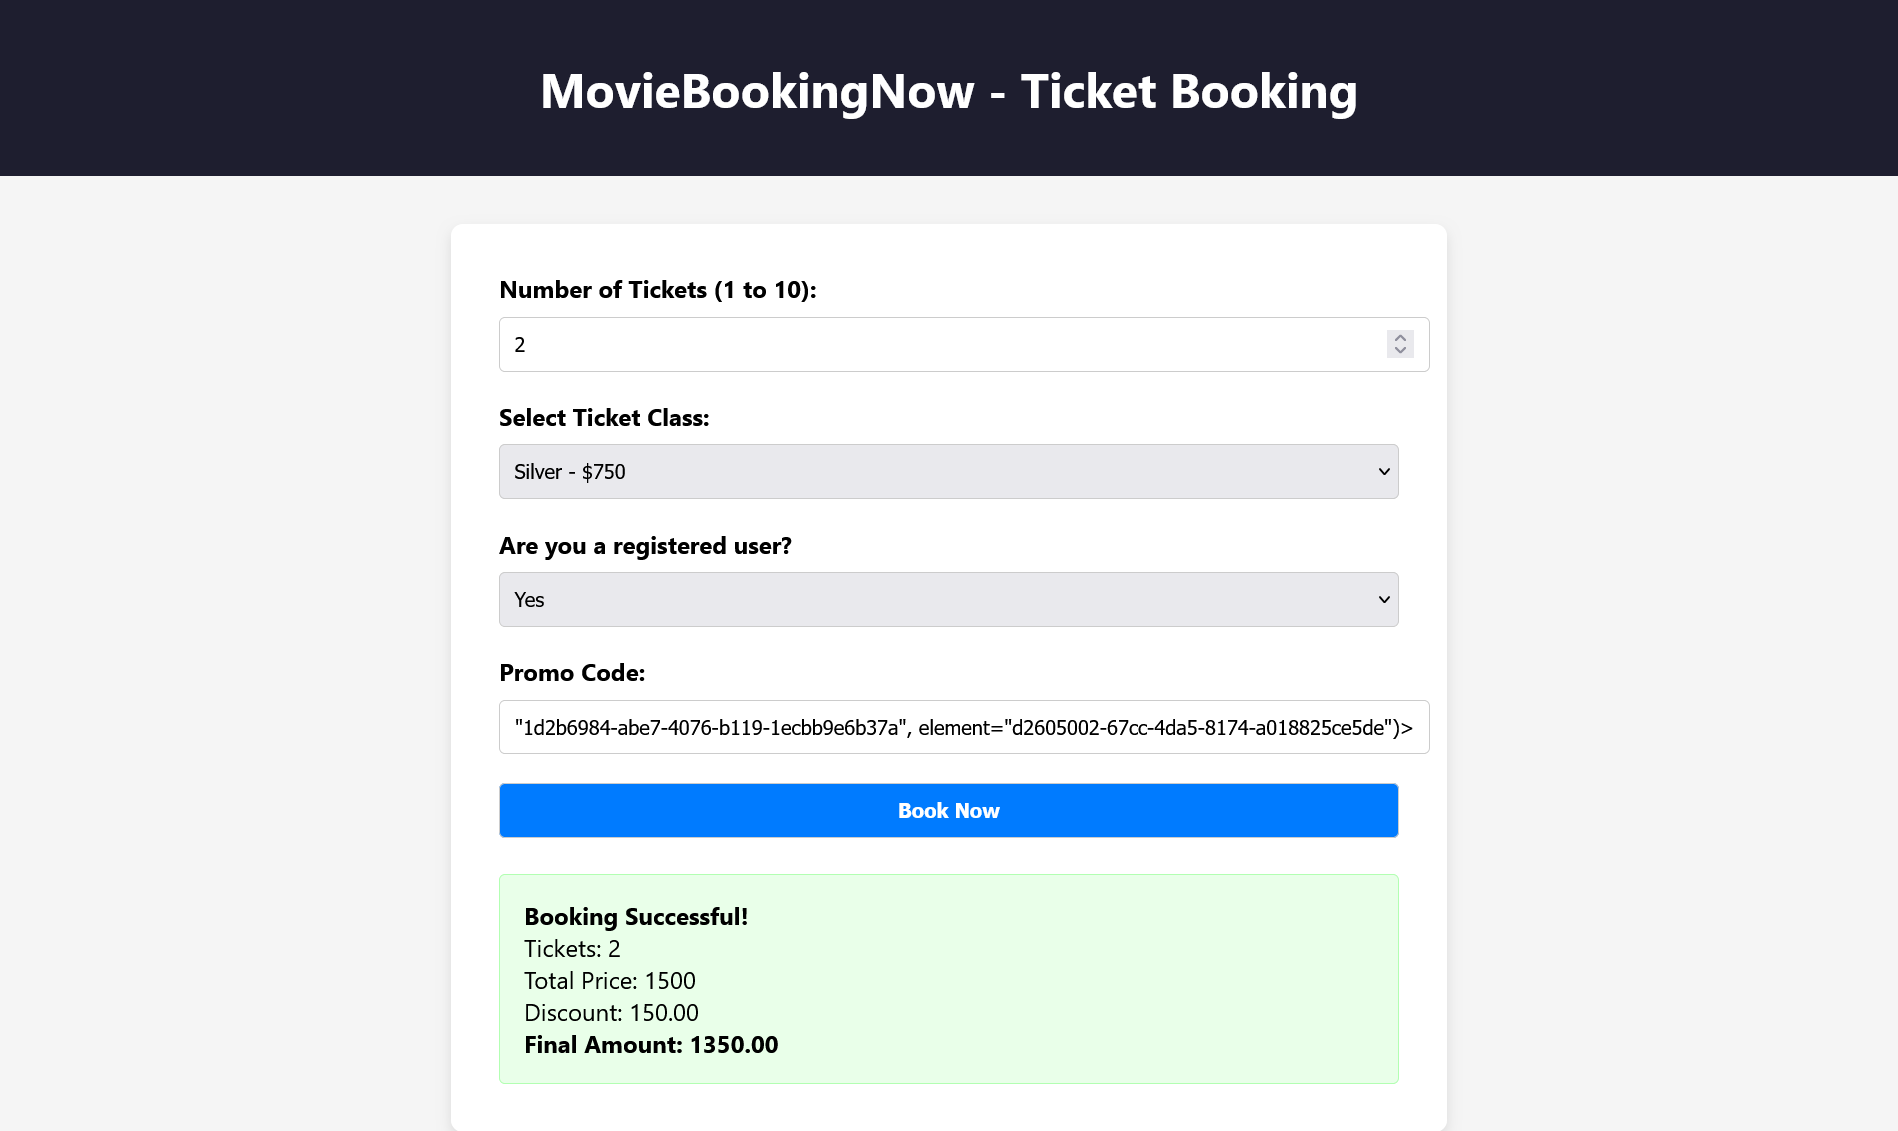 MovieBookingNow - Ticket Booking
Number of Tickets (1 to 10):
2
Select Ticket Class:
Silver - $750
Are you a registered user?
Yes
Promo Code:
"1d2b6984-abe7-4076-b119-1ecbb9e6b37a", element="d2605002-67cc-4da5-8174-a018825ce5de")>
Book Now
Booking Successful!
Tickets: 2
Total Price: 1500
Discount: 150.00
Final Amount: 1350.00